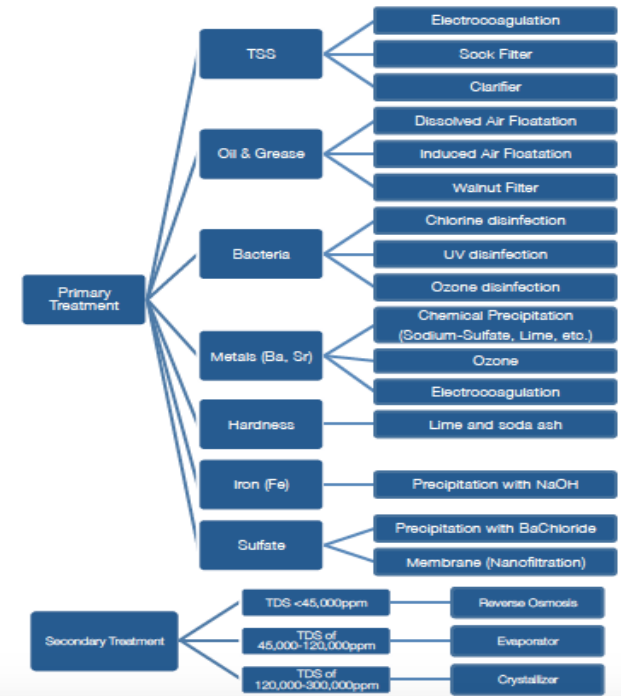 Electrocoagulation
TSS
Sock Filter
Clarifier
Dissolved Air Floatation
Oil & Grease
Induced Air Floatation
Walnut Filter
Chlorine disinfection
Bacteria
UV disinfection
Ozone disinfection
Primary
Treatment
Chemical Precipitation
(Sodium-Sulfate, Lime, etc.)
Metals (Ba, Sr)
Ozone
Electrocoagulation
Hardness
Lime and soda ash
Iron (Fe)
Precipitation with NaOH
Sulfate
Precipitation with BaChloride
Membrane (Nanofiltration)
Secondary Treatment
TDS <45,000ppm
Reverse Osmosis
TDS of
45,000-120,000ppm
Evaporator
TDS of
120,000-300,000ppm
Crystallizer